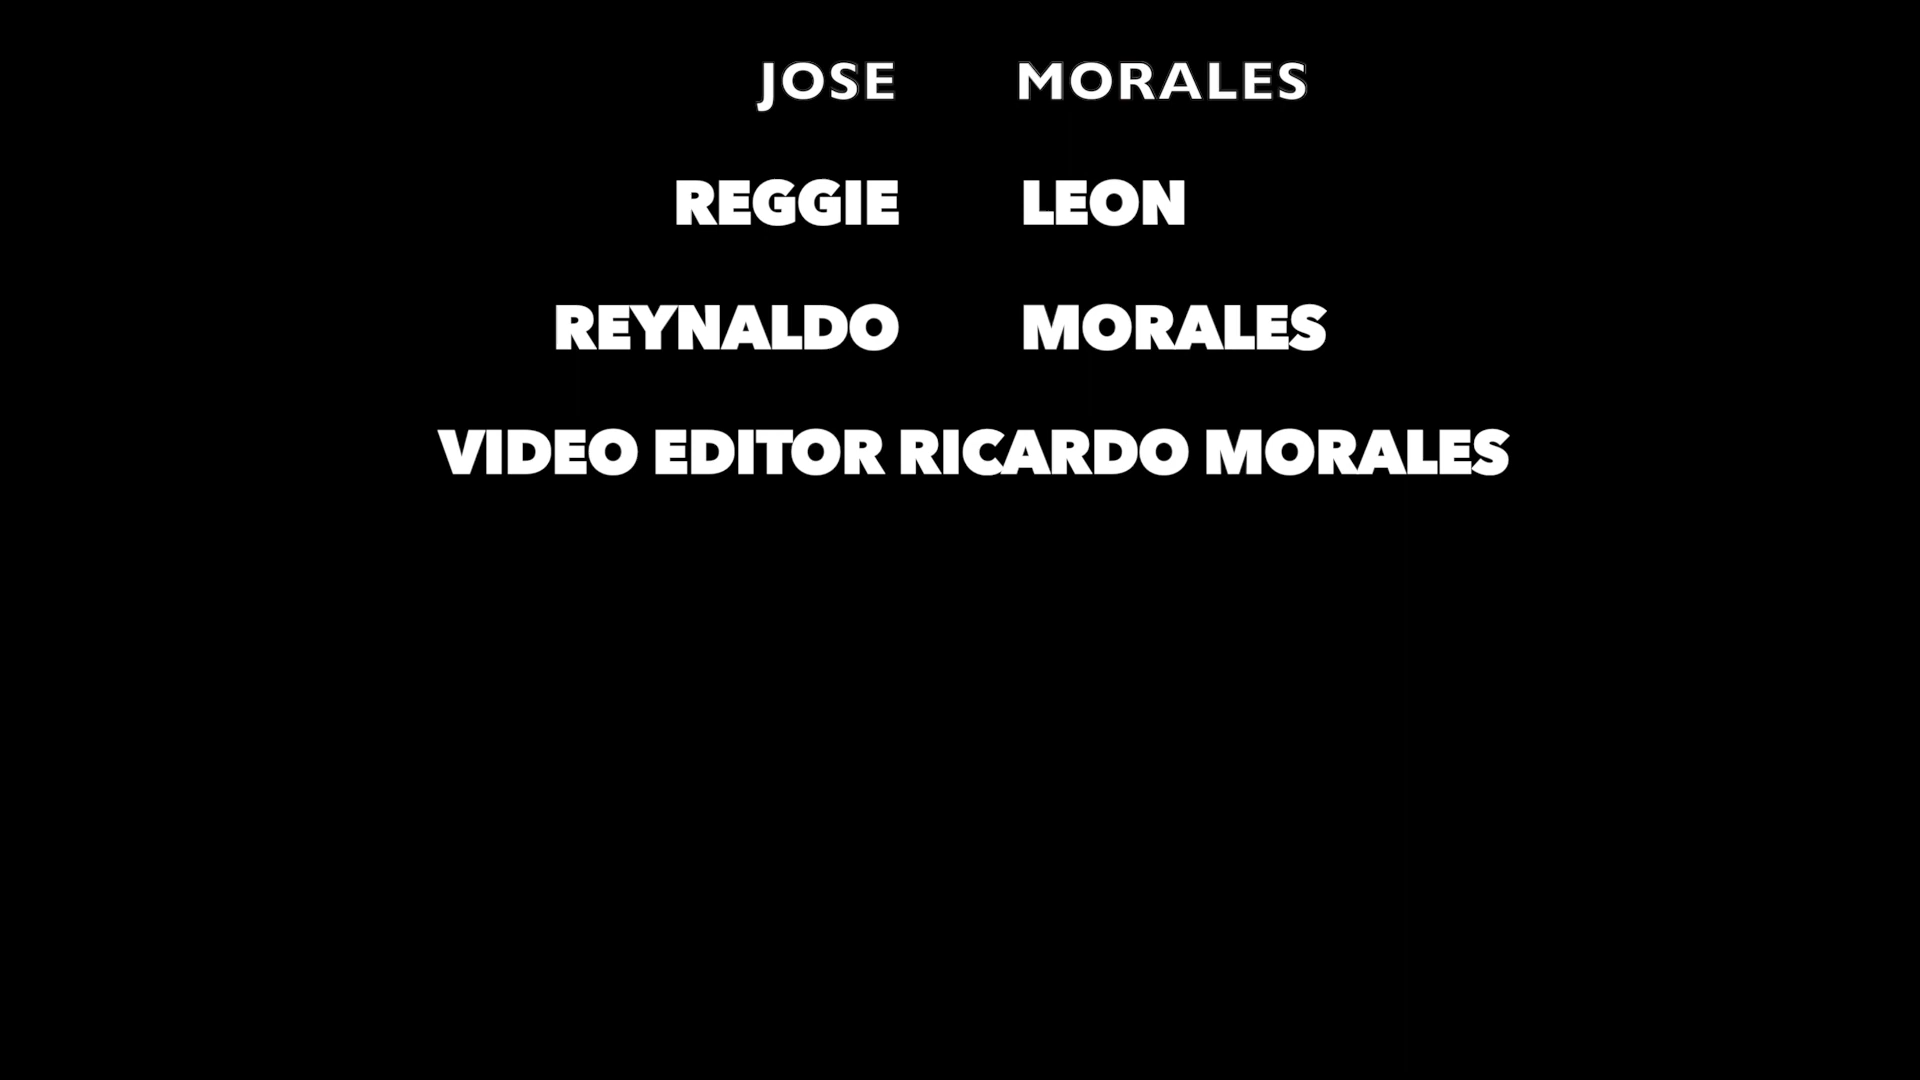 JOSE MORALES
REGGIE LEON
REYNALDO MORALES
VIDEO EDITOR RICARDO MORALES